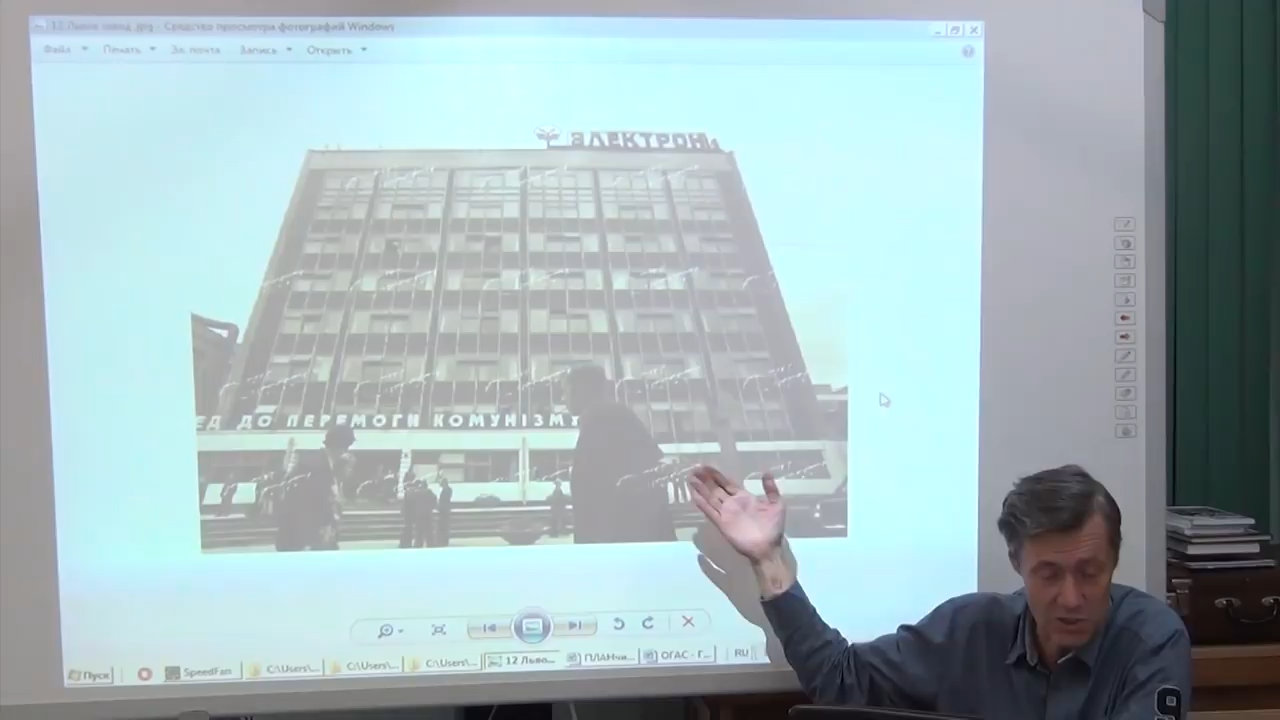 12 Львов завод.jpg - Средство просмотра фотографий Windows
Файл Печать Эл. почта Запись Открыть
ЭЛЕКТРОН
ЕД ДО ПЕРЕМОГИ КОМУНІЗМУ
Пуск SpeedFan C:\Users\... C:\Users\... C:\Users\... 12 Льво... ПЛАНчи... ОГАС - Г... RU
9